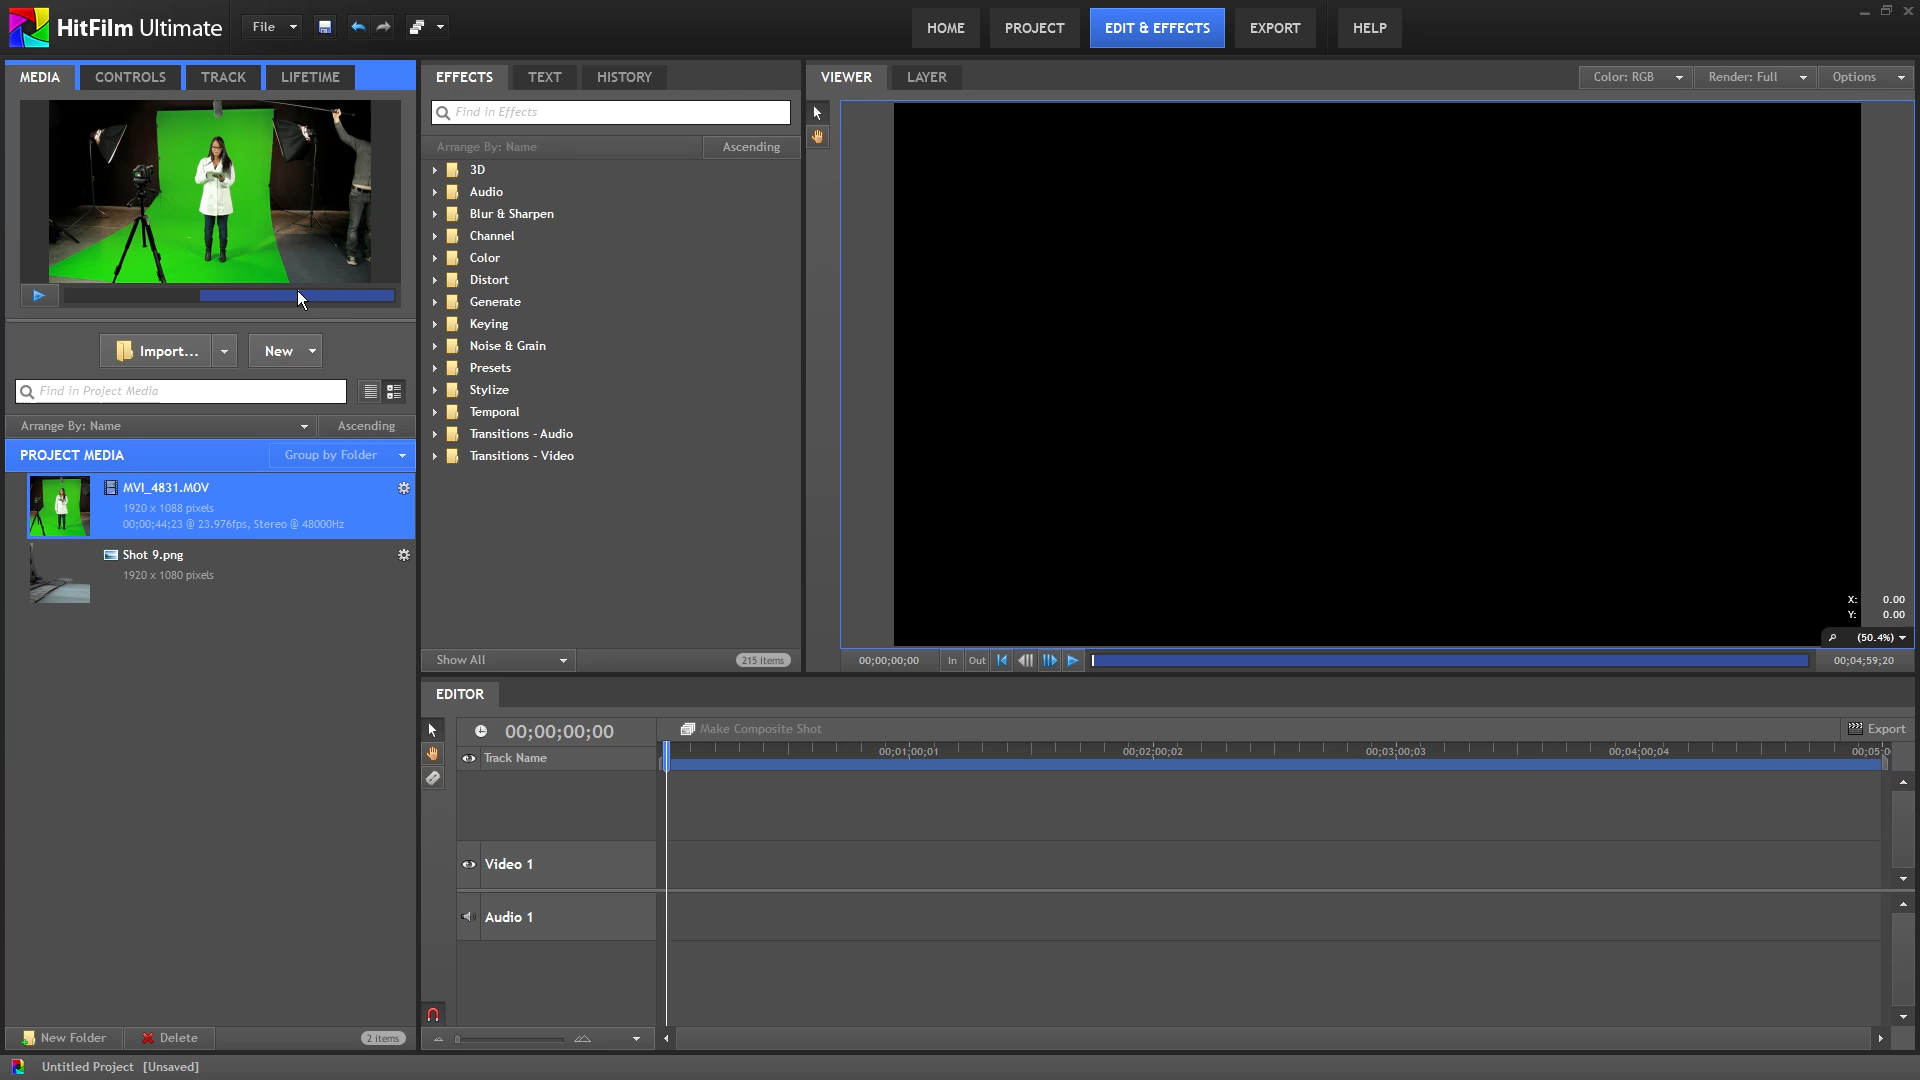 HitFilm Ultimate
File
HOME
PROJECT
EDIT & EFFECTS
EXPORT
HELP
MEDIA
CONTROLS
TRACK
LIFETIME
Import...
New
Find in Project Media
Arrange By: Name
Ascending
PROJECT MEDIA
Group by Folder
MVI_4831.MOV
1920 x 1088 pixels
00;00;44;23 @ 23.976fps, Stereo @ 48000Hz
Shot 9.png
1920 x 1080 pixels
New Folder
Delete
2 items
EFFECTS
TEXT
HISTORY
Find in Effects
Arrange By: Name
Ascending
3D
Audio
Blur & Sharpen
Channel
Color
Distort
Generate
Keying
Noise & Grain
Presets
Stylize
Temporal
Transitions - Audio
Transitions - Video
Show All
215 items
VIEWER
LAYER
Color: RGB
Render: Full
Options
X: 0.00
Y: 0.00
(50.4%)
00;00;00;00
In
Out
00;04;59;20
EDITOR
00;00;00;00
Make Composite Shot
Export
Track Name
00;01;00;01
00;02;00;02
00;03;00;03
00;04;00;04
00;05;0
Video 1
Audio 1
Untitled Project [Unsaved]